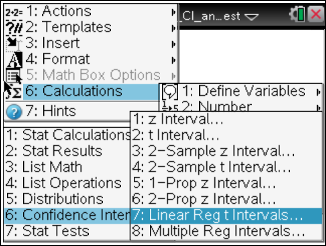 1: Actions
2: Templates
3: Insert
4: Format
5: Math Box Options
6: Calculations
7: Hints
CI_an...est
1: Define Variables
2: Number
1: Stat Calculations
2: Stat Results
3: List Math
4: List Operations
5: Distributions
6: Confidence Inter
7: Stat Tests
1: z Interval...
2: t Interval...
3: 2-Sample z Interval...
4: 2-Sample t Interval...
5: 1-Prop z Interval...
6: 2-Prop z Interval...
7: Linear Reg t Intervals...
8: Multiple Reg Intervals...